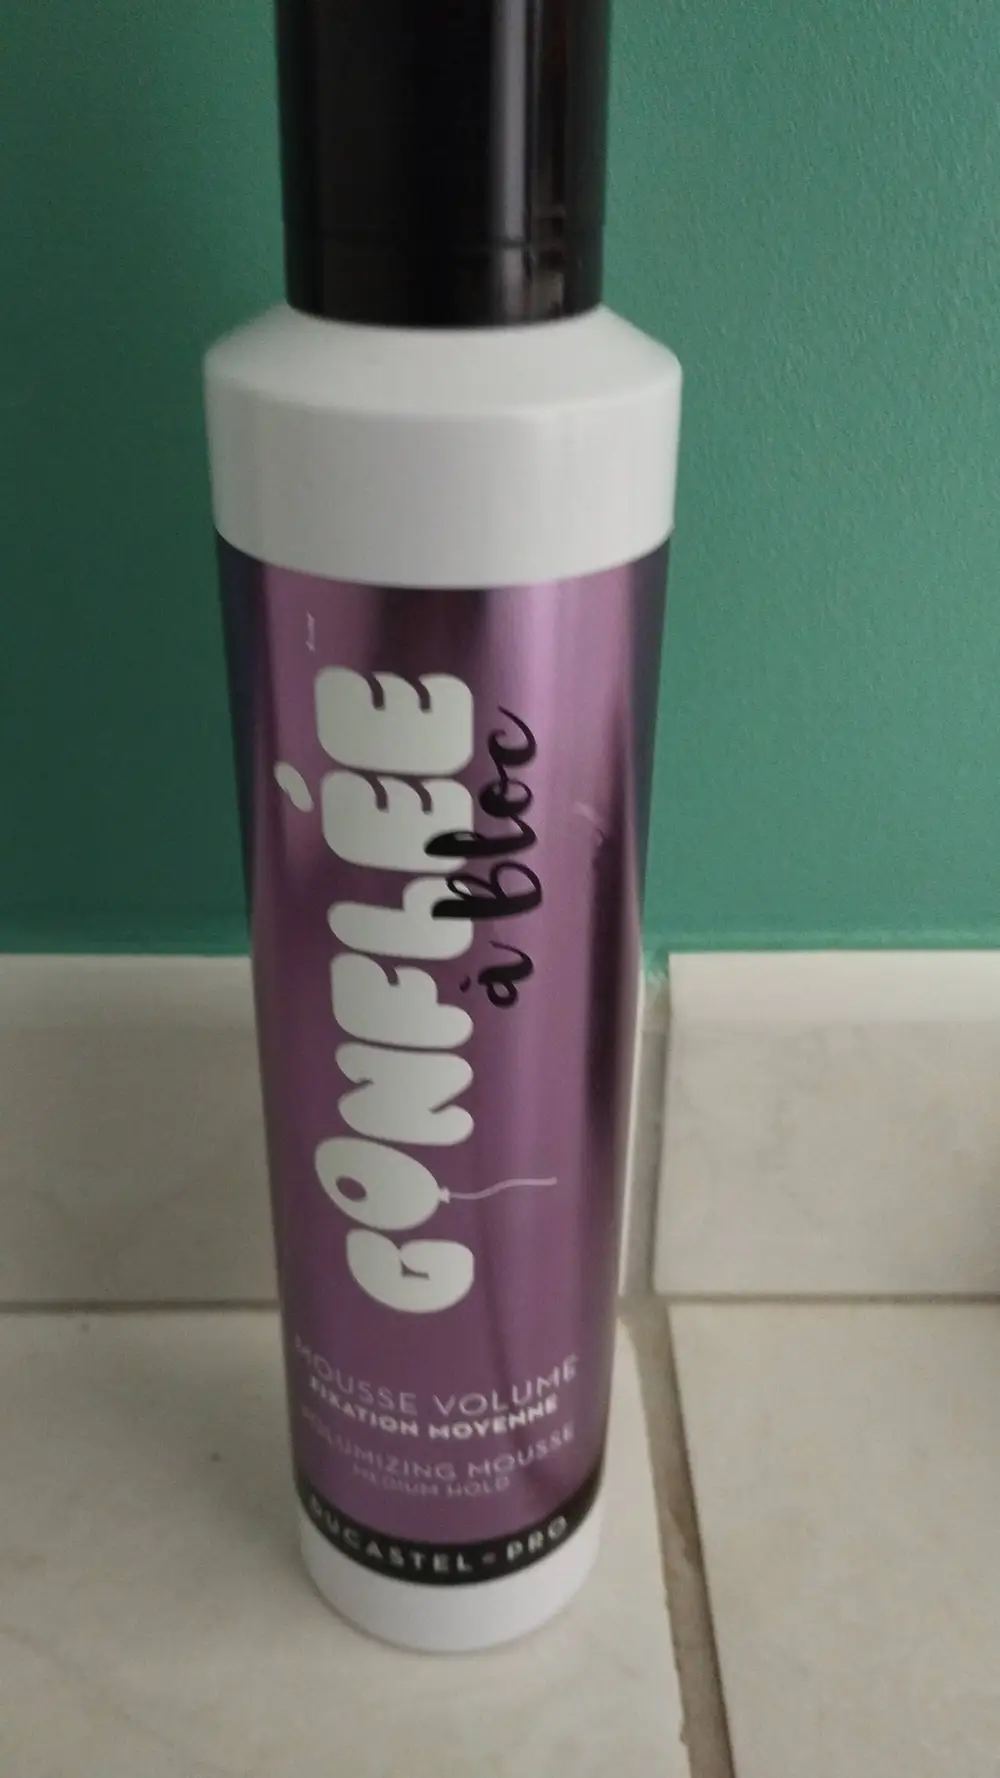 GONFLÉE
à Bloc
MOUSSE VOLUME
FIXATION MOYENNE
VOLUMIZING MOUSSE
MEDIUM HOLD
DUCASTEL - PRO